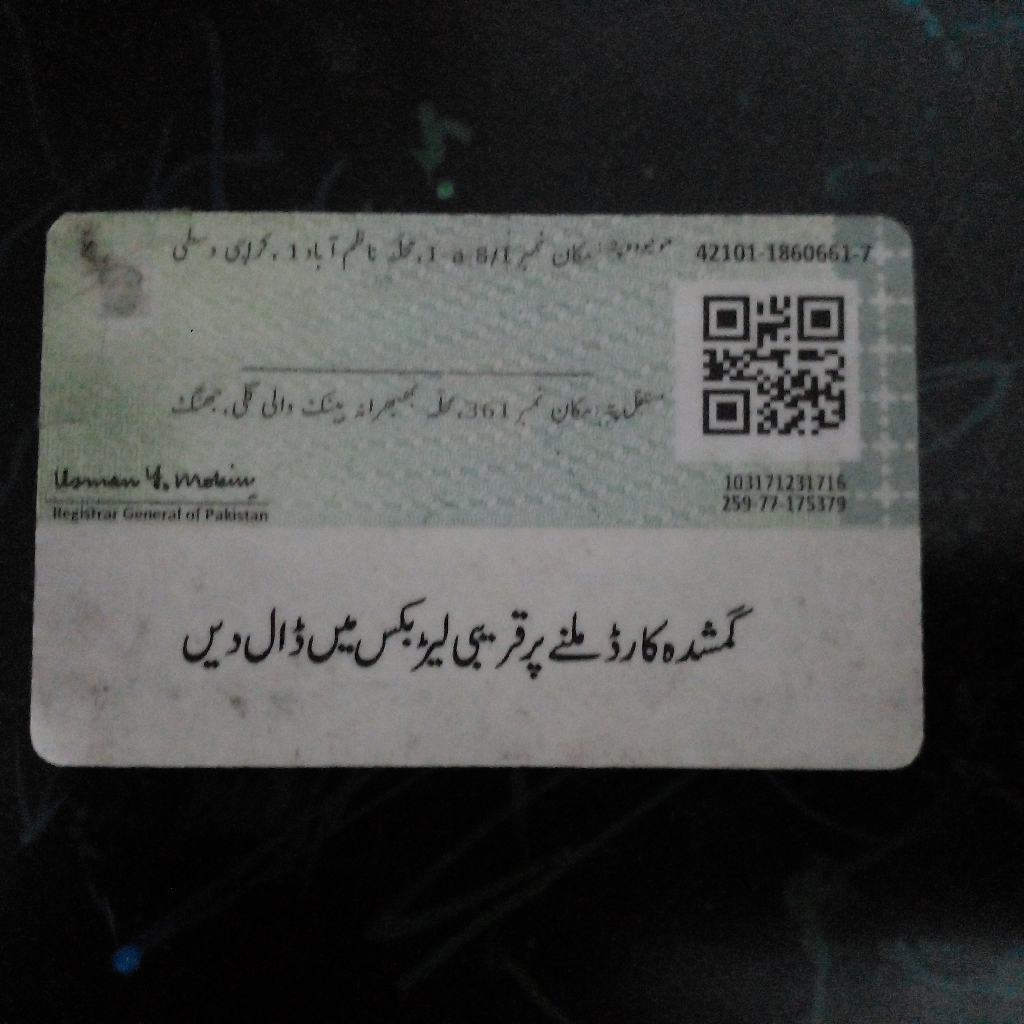 42101-1860661-7
موجودہ پتہ: مکان نمبر 1-a 8/1، محلہ ناظم آباد 1، کراچی وسطی
مستقل پتہ: مکان نمبر 361، محلہ والی گلی، جھنگ
103171231716
259-77-175379
Usman Y. Mobin
Registrar General of Pakistan
گمشدہ کارڈ ملنے پر قریبی لیٹر بکس میں ڈال دیں